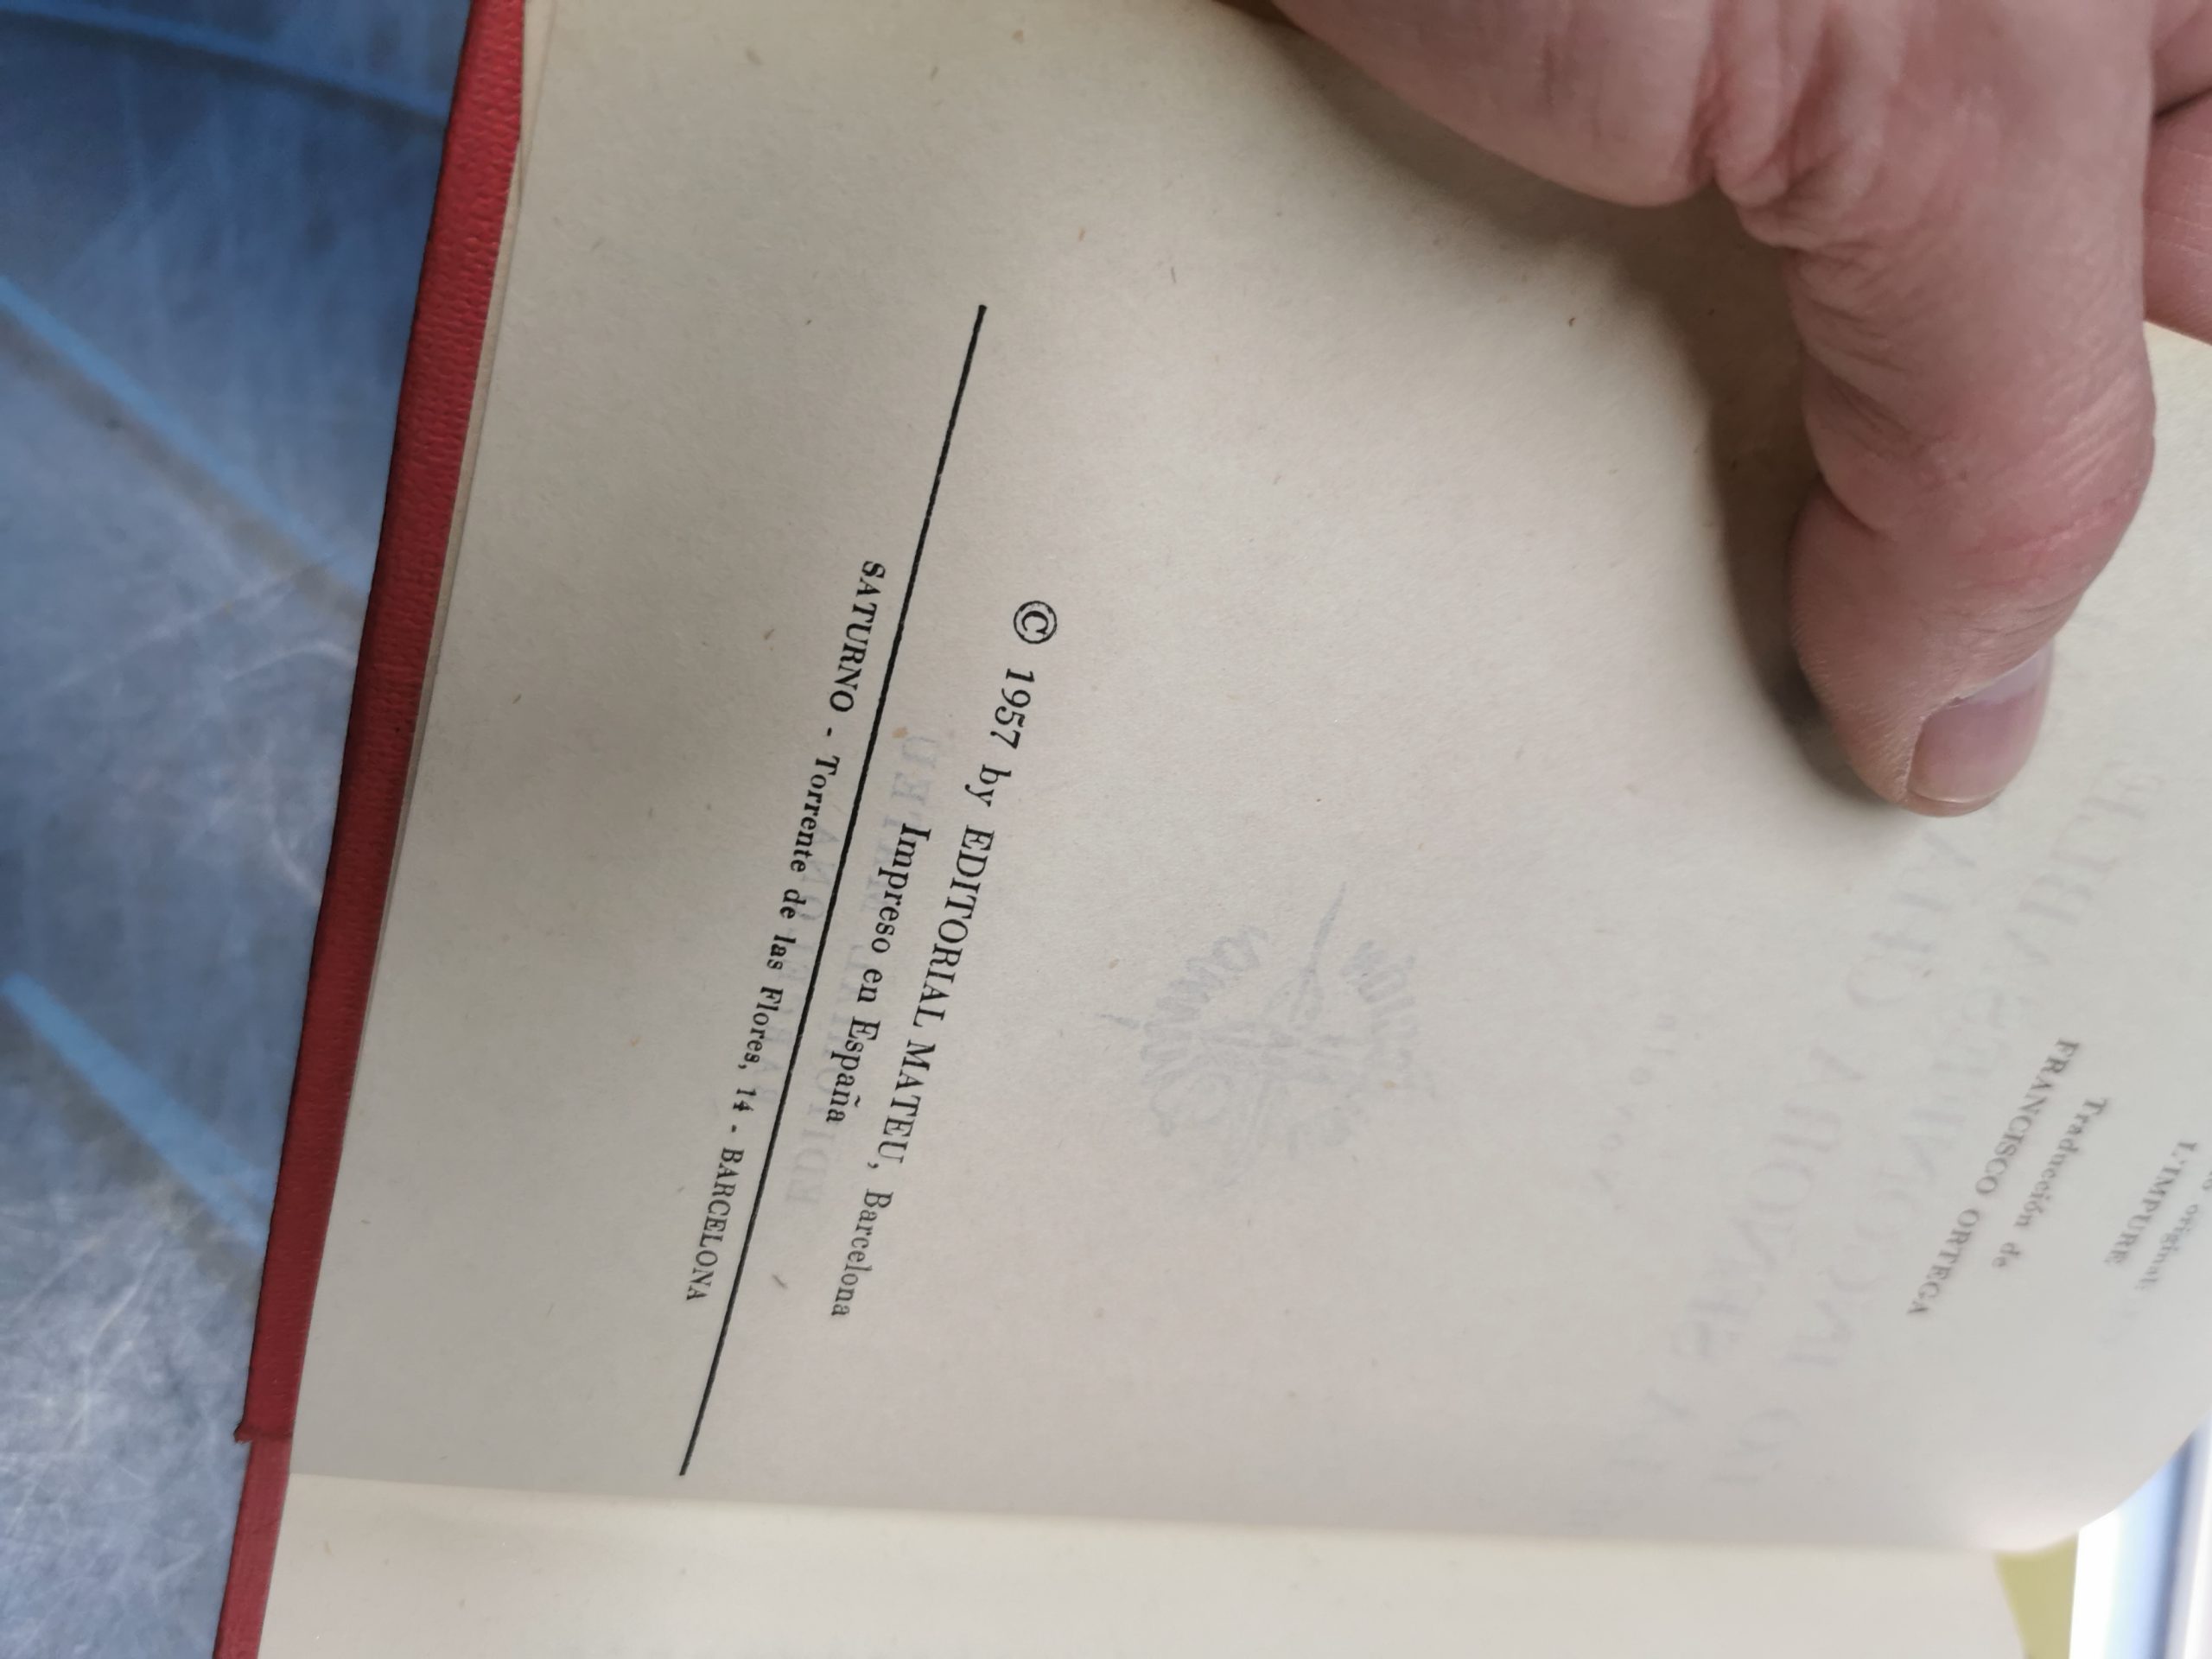 original:
L'IMPURE
Traducción de
FRANCISCO ORTEGA
© 1957 by EDITORIAL MATEU, Barcelona
Impreso en España
SATURNO - Torrente de las Flores, 14 - BARCELONA